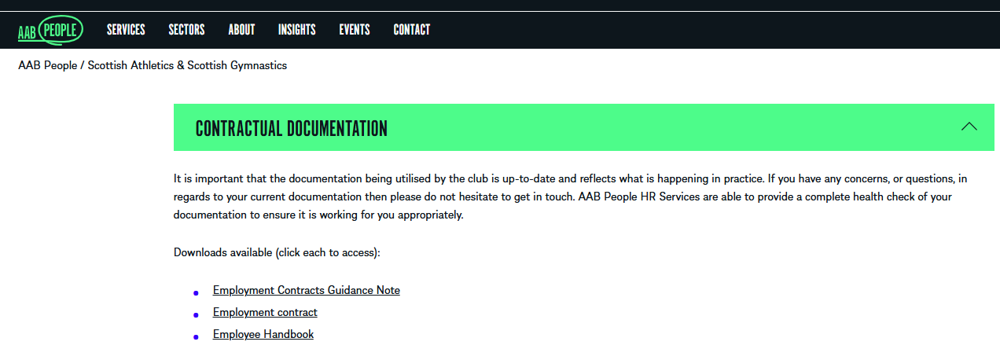 AAB PEOPLE SERVICES SECTORS ABOUT INSIGHTS EVENTS CONTACT
AAB People / Scottish Athletics & Scottish Gymnastics
CONTRACTUAL DOCUMENTATION
It is important that the documentation being utilised by the club is up-to-date and reflects what is happening in practice. If you have any concerns, or questions, in
regards to your current documentation then please do not hesitate to get in touch. AAB People HR Services are able to provide a complete health check of your
documentation to ensure it is working for you appropriately.
Downloads available (click each to access):
Employment Contracts Guidance Note
Employment contract
Employee Handbook